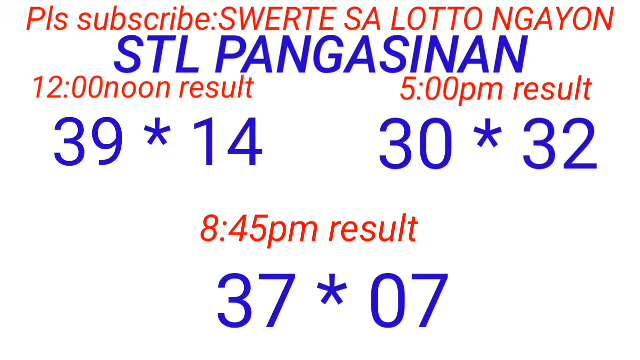 Pls subscribe:SWERTE SA LOTTO NGAYON
STL PANGASINAN
12:00noon result 5:00pm result
39 * 14 30 * 32
8:45pm result
37 * 07